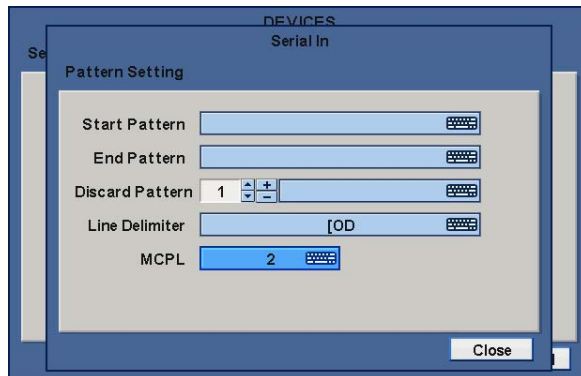 DEVICES
Serial In
Se
Pattern Setting
Start Pattern
End Pattern
Discard Pattern 1
Line Delimiter [OD
MCPL 2
Close